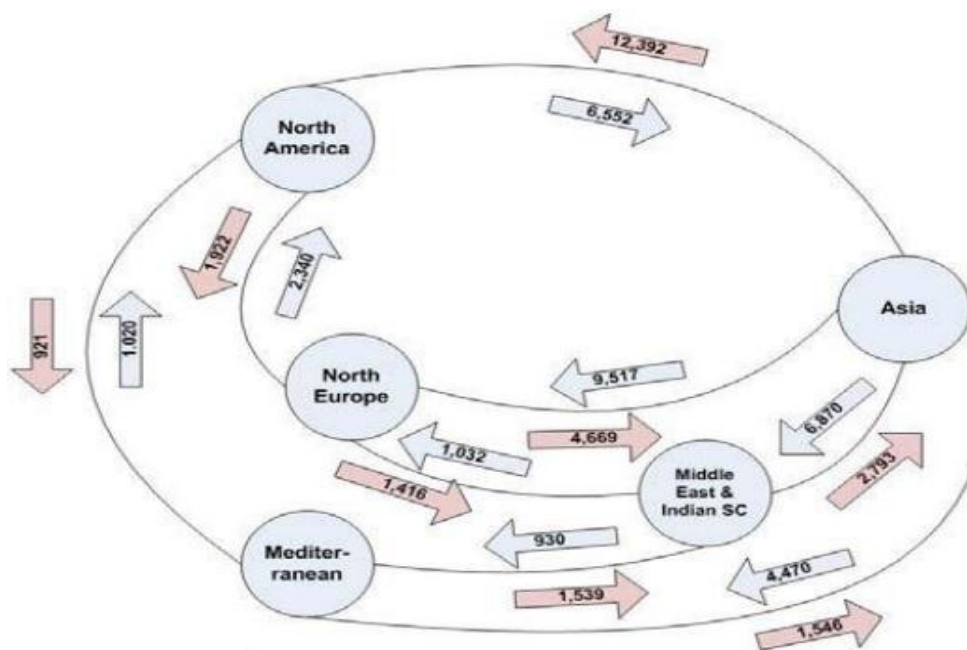 12,392
6,552
North
America
1,922
2,340
921
1.020
Asia
North
Europe
9,517
6,870
4,669
1,032
1,416
2,793
Middle
East &
Indian SC
930
Mediter-
ranean
1,539
4,470
1,546